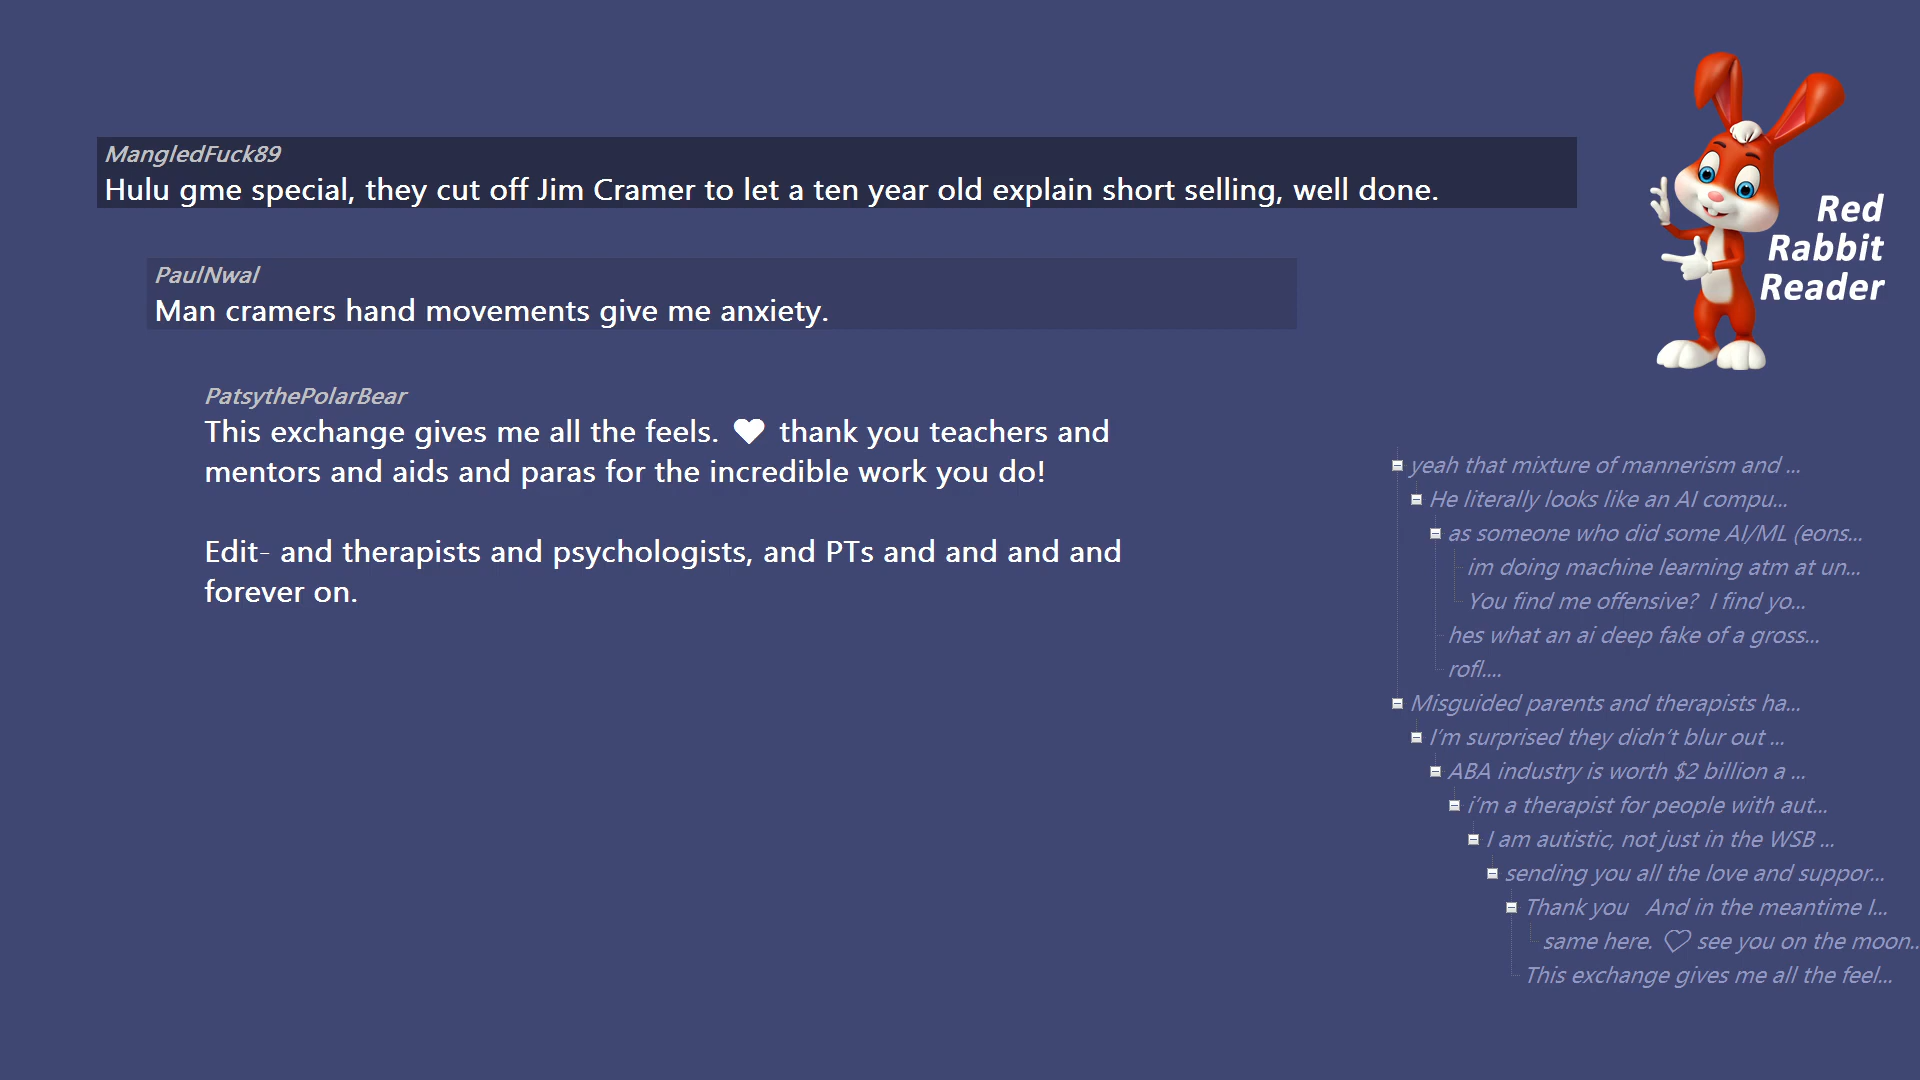 MangledFuck89
Hulu gme special, they cut off Jim Cramer to let a ten year old explain short selling, well done.
PaulNwal
Man cramers hand movements give me anxiety.
PatsythePolarBear
This exchange gives me all the feels. ♥ thank you teachers and
mentors and aids and paras for the incredible work you do!
Edit- and therapists and psychologists, and PTs and and and and
forever on.
Red
Rabbit
Reader
yeah that mixture of mannerism and ...
He literally looks like an AI compu...
as someone who did some AI/ML (eons...
im doing machine learning atm at un...
You find me offensive?  I find yo...
hes what an ai deep fake of a gross...
rofl....
Misguided parents and therapists ha...
I'm surprised they didn't blur out ...
ABA industry is worth $2 billion a ...
i'm a therapist for people with aut...
I am autistic, not just in the WSB ...
sending you all the love and suppor...
Thank you   And in the meantime I...
same here. ♡ see you on the moon..
This exchange gives me all the feel...